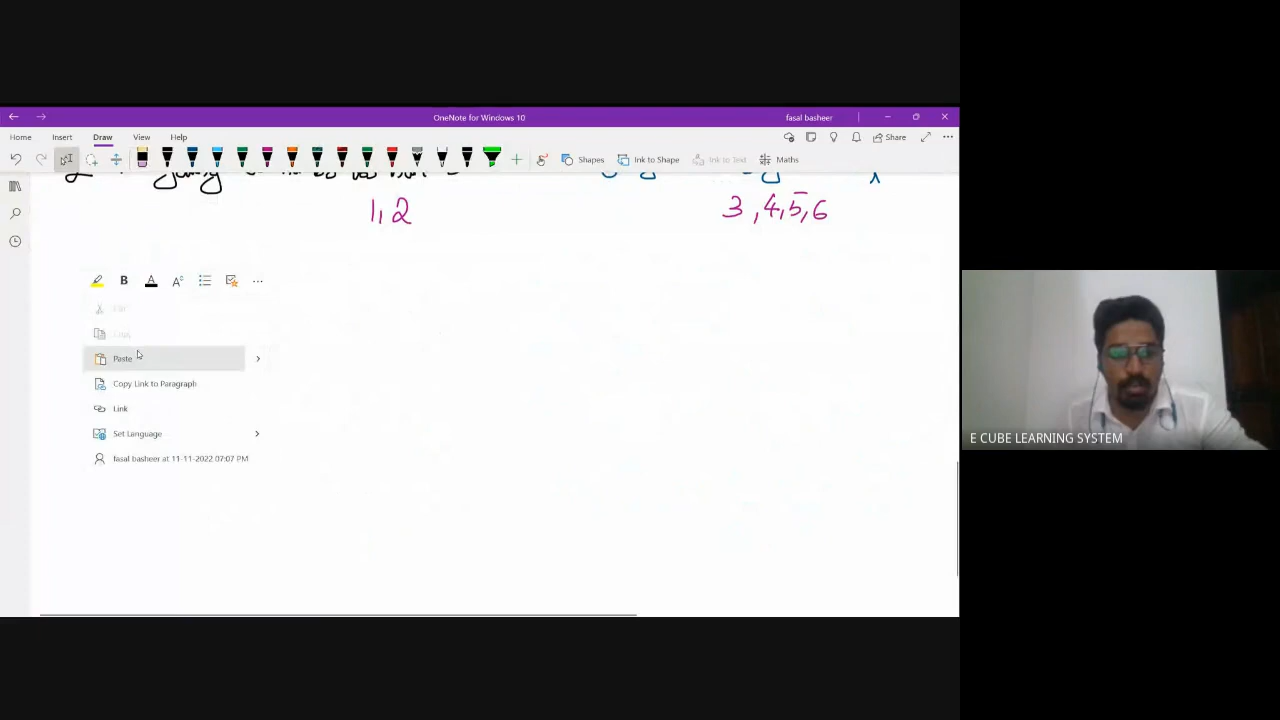 OneNote for Windows 10
fasal basheer
Home Insert Draw View Help
Share
Shapes Ink to Shape Ink to Text Maths
1, 2
3, 4, 5, 6
B A A
Cut
Copy
Paste
Copy Link to Paragraph
Link
Set Language
fasal basheer at 11-11-2022 07:07 PM
E CUBE LEARNING SYSTEM